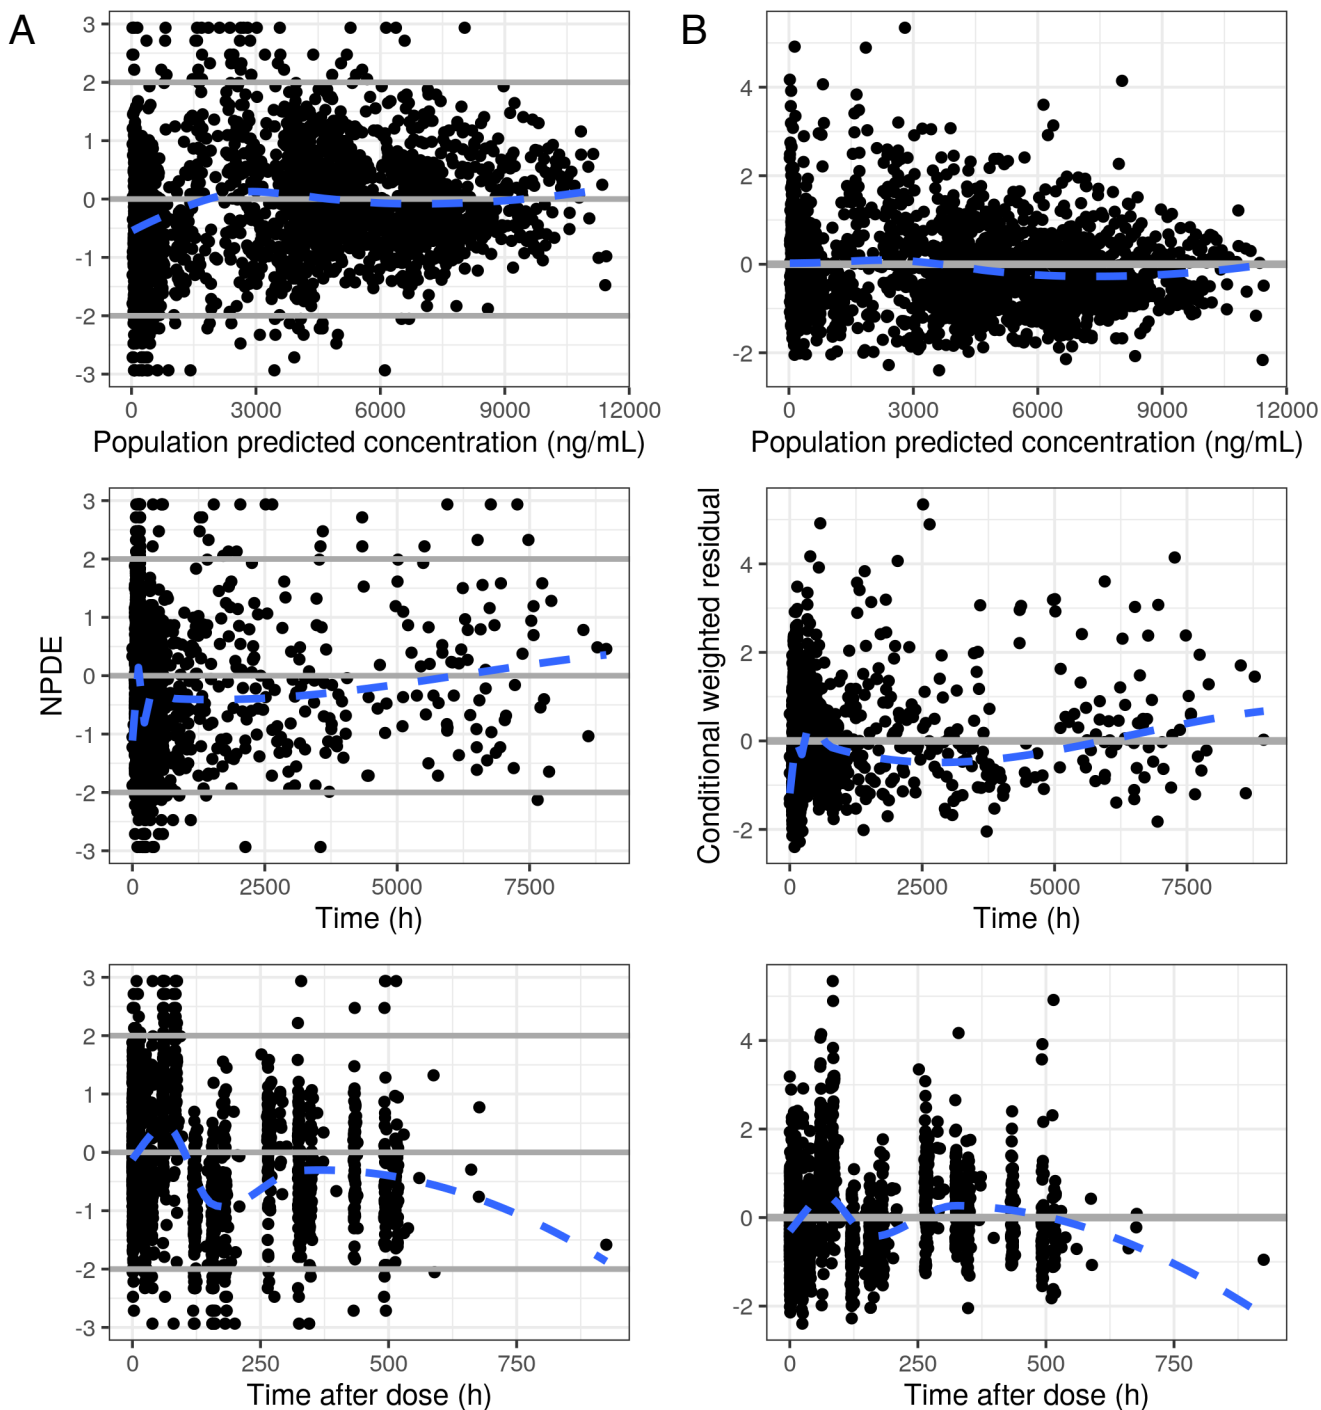 A
B
3
2
1
0
-1
-2
-3
0 3000 6000 9000 12000
Population predicted concentration (ng/mL)
4
2
0
-2
0 3000 6000 9000 12000
Population predicted concentration (ng/mL)
NPDE
3
2
1
0
-1
-2
-3
0 2500 5000 7500
Time (h)
Conditional weighted residual
4
2
0
-2
0 2500 5000 7500
Time (h)
3
2
1
0
-1
-2
-3
0 250 500 750
Time after dose (h)
4
2
0
-2
0 250 500 750
Time after dose (h)